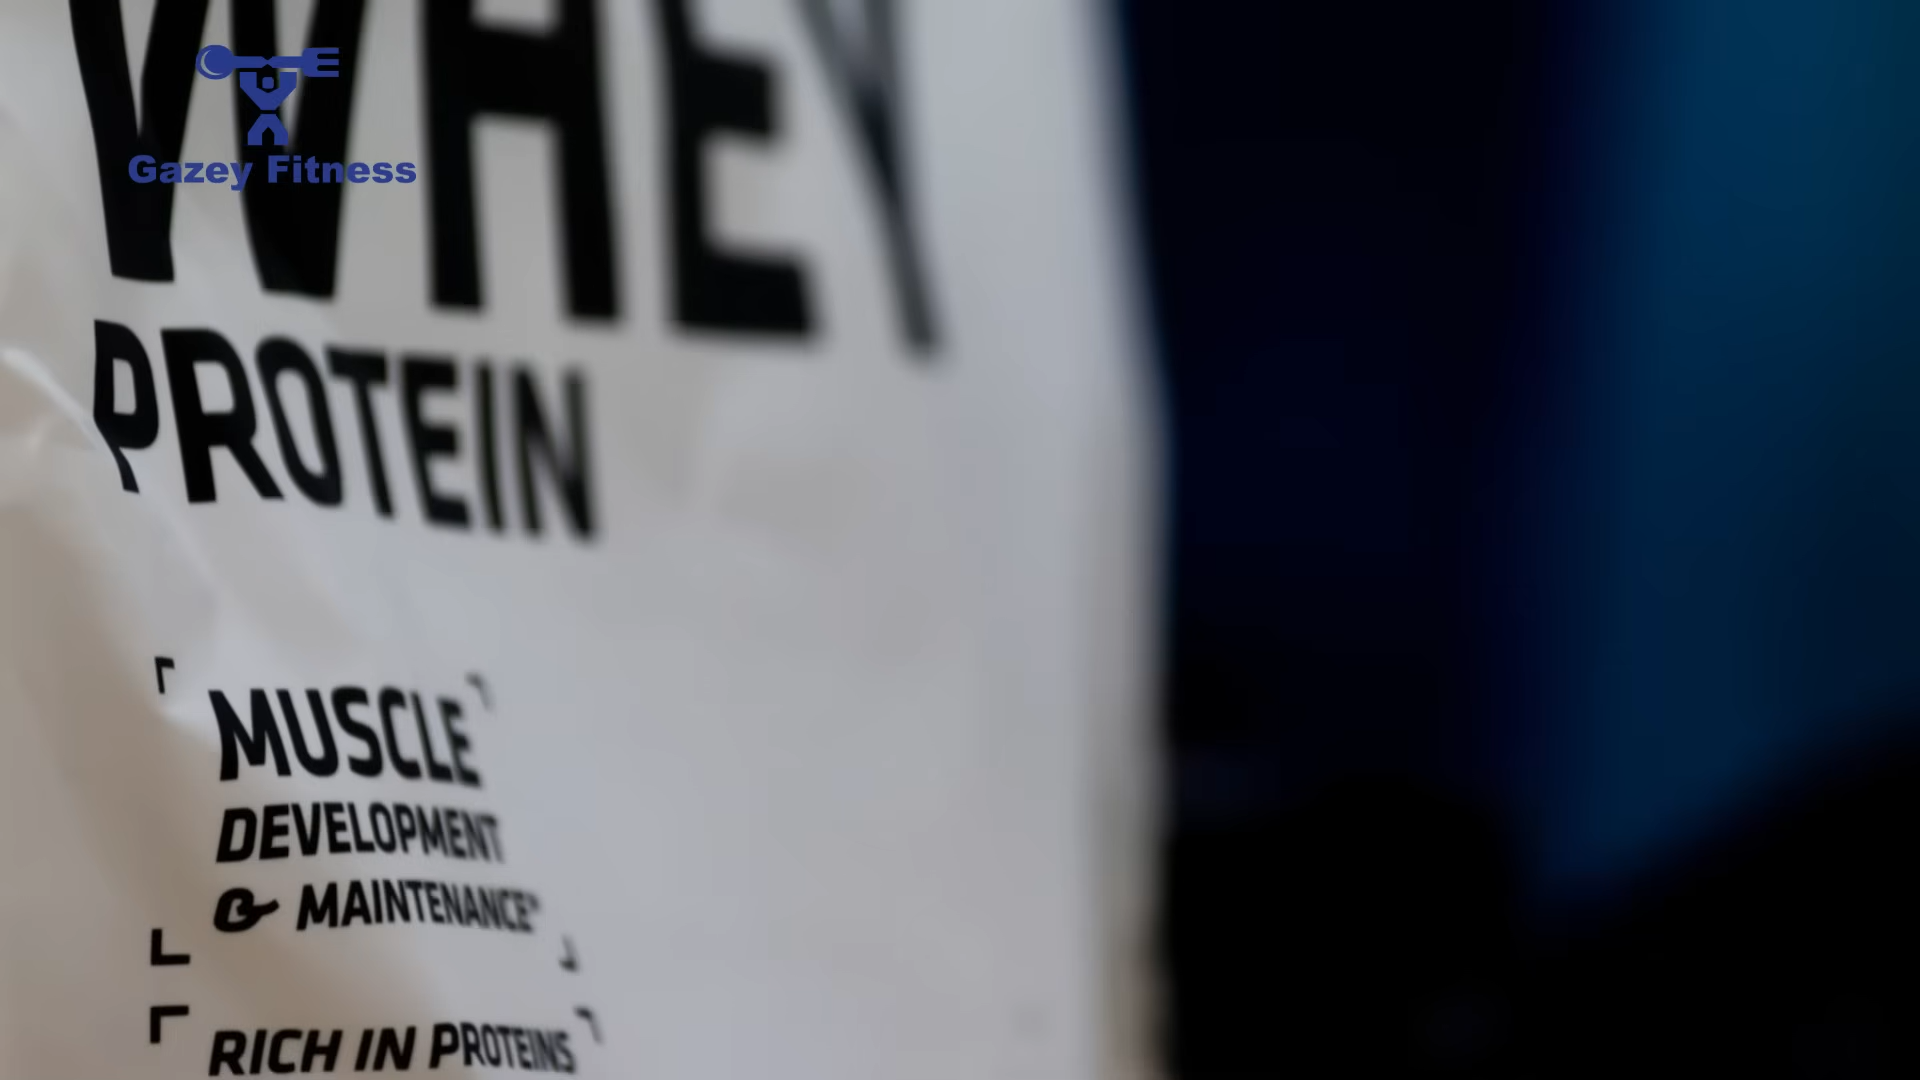 WHEY
Gazey Fitness
PROTEIN
MUSCLE
DEVELOPMENT
& MAINTENANCE*
RICH IN PROTEINS